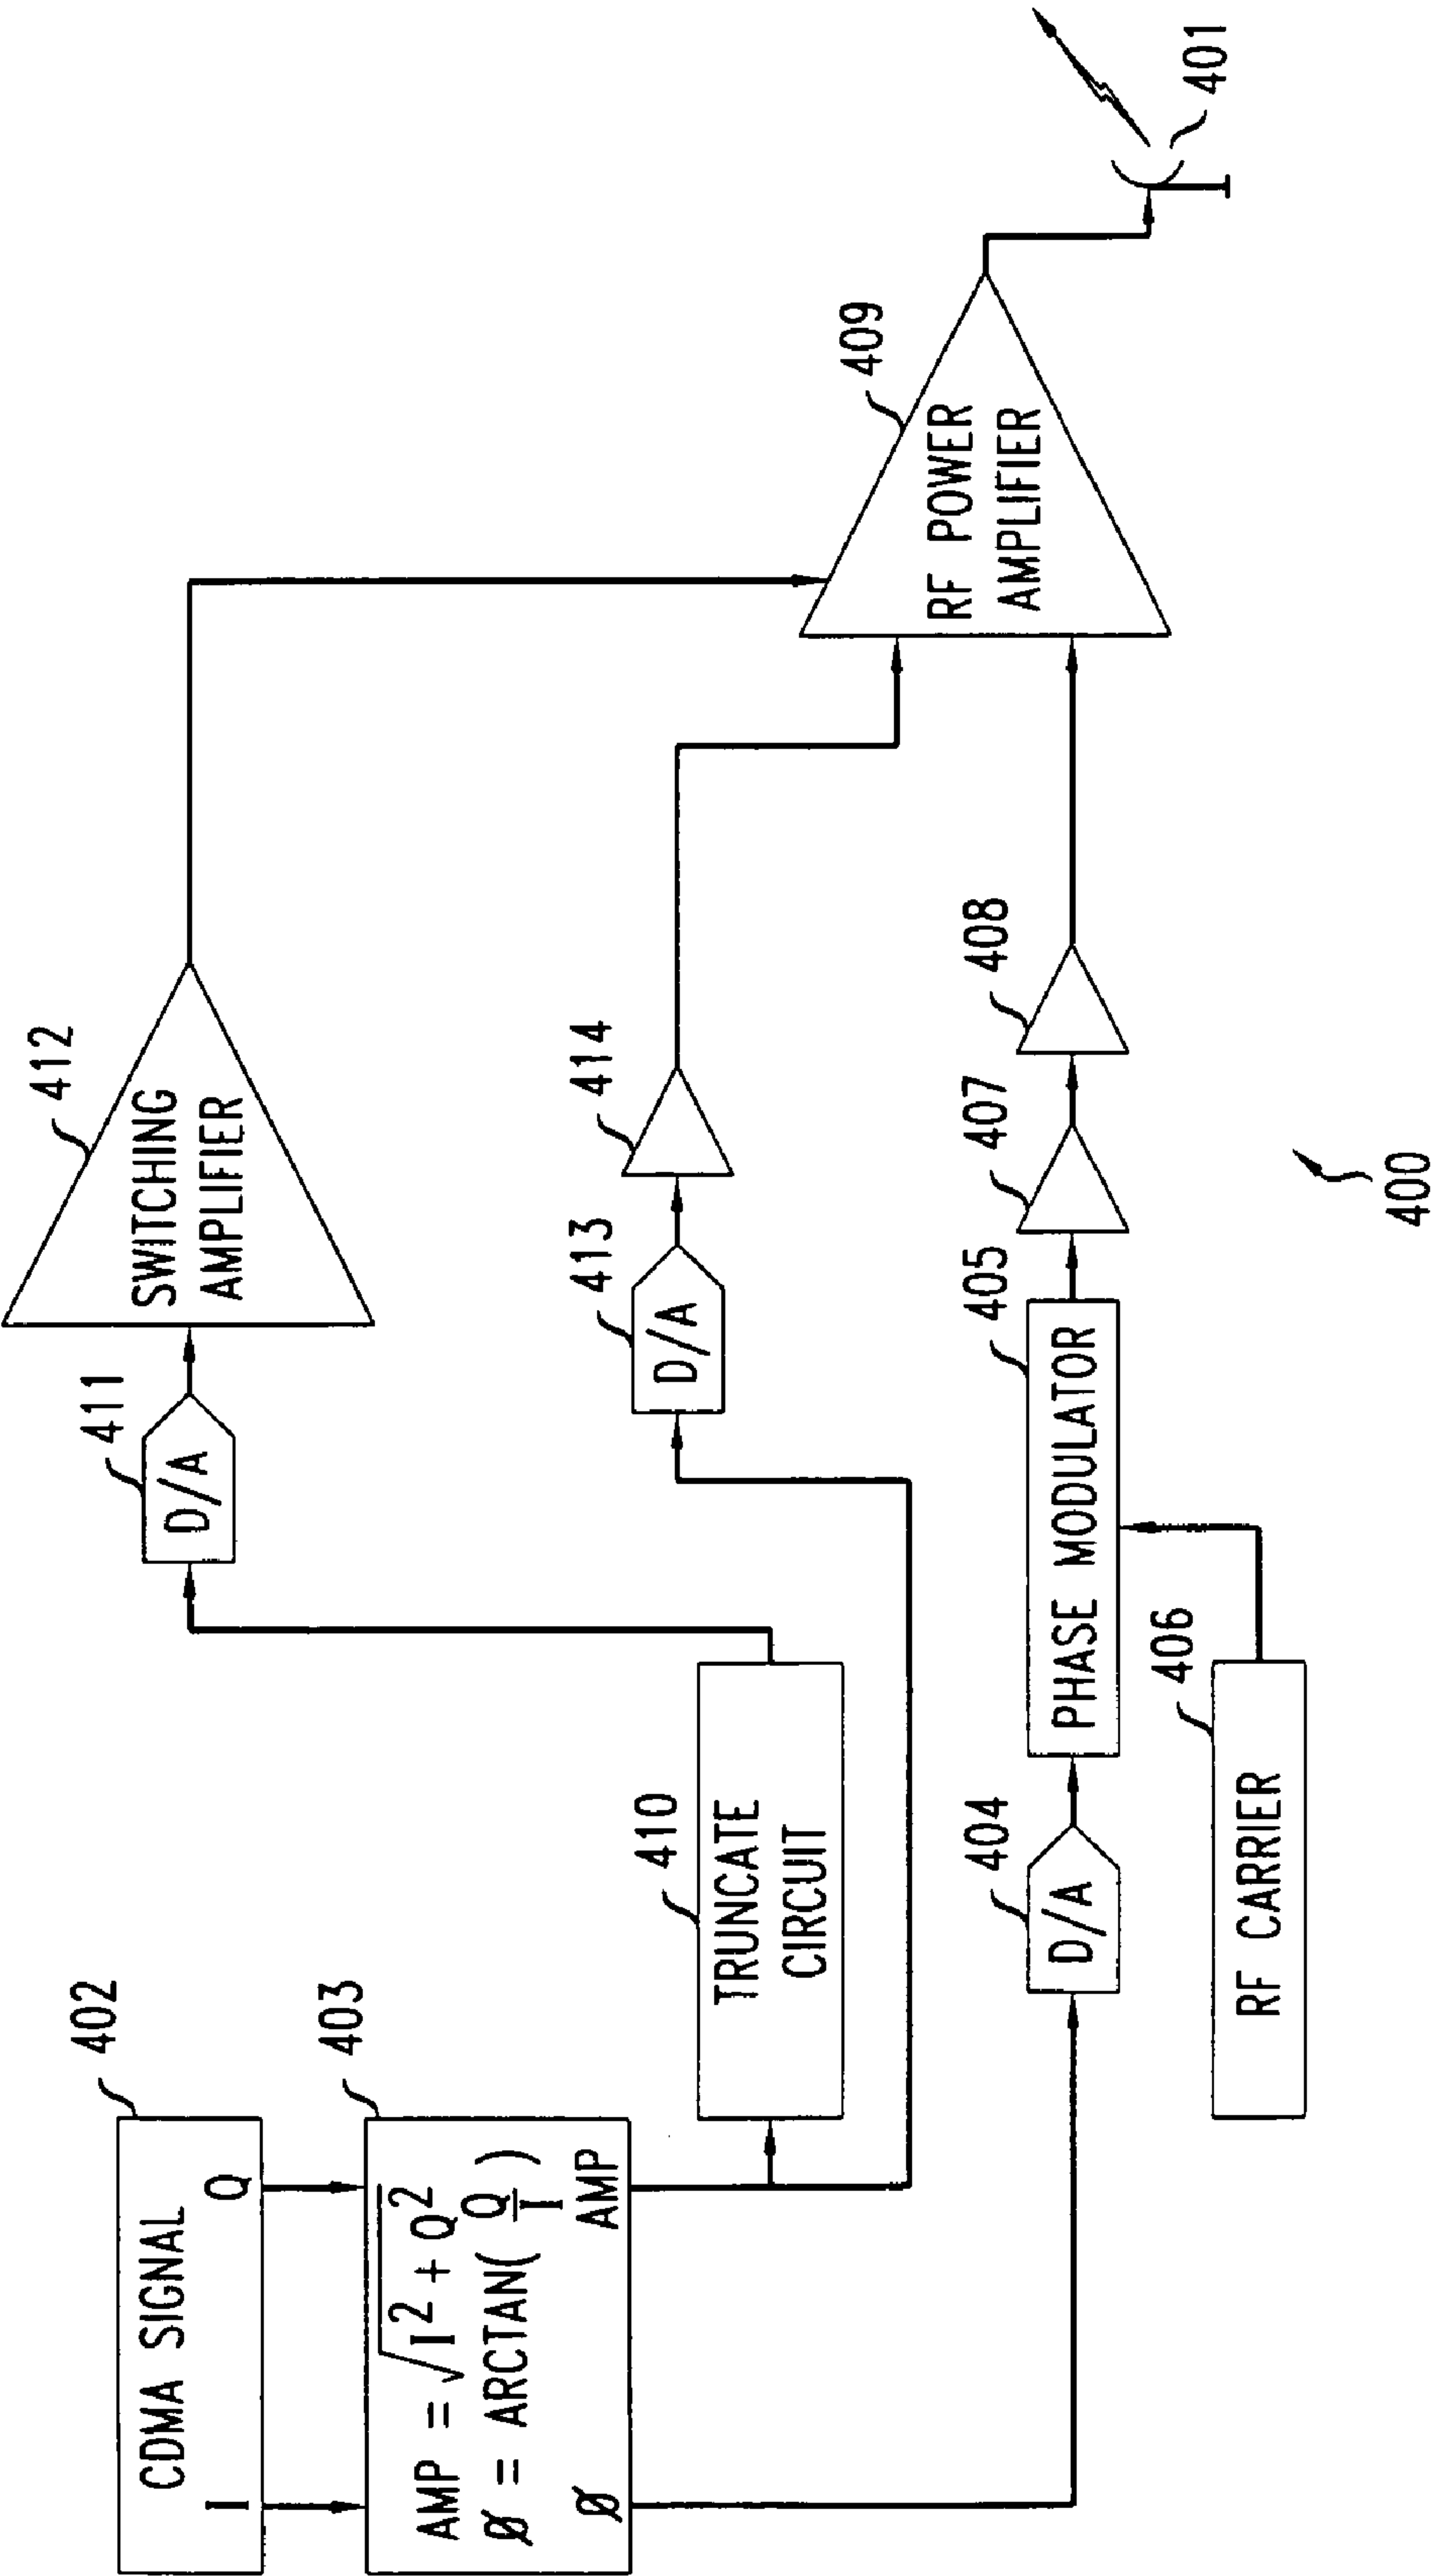 CDMA SIGNAL
402
I
Q
403
AMP = √I² + Q²
Ø = ARCTAN( Q/I )
Ø
AMP
TRUNCATE
CIRCUIT
410
D/A
411
SWITCHING
AMPLIFIER
412
D/A
413
414
D/A
404
PHASE MODULATOR
405
RF CARRIER
406
407
408
RF POWER
AMPLIFIER
409
401
400